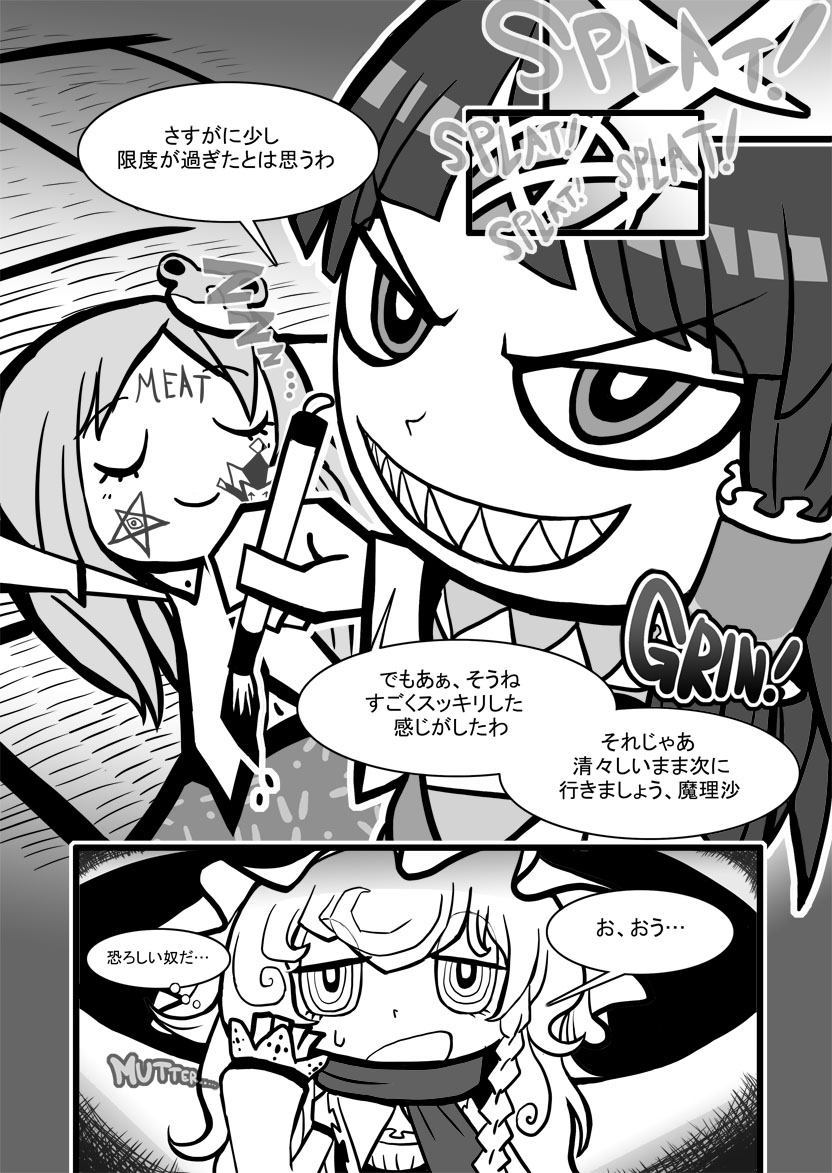 SPLAT!
SPLAT!
SPLAT!
SPLAT!
さすがに少し
限度が過ぎたとは思うわ
NNNN...
MEAT
GRIN!
でもあぁ、そうね
すごくスッキリした
感じがしたわ
それじゃあ
清々しいまま次に
行きましょう、魔理沙
お、おう…
恐ろしい奴だ…
MUTTER.....